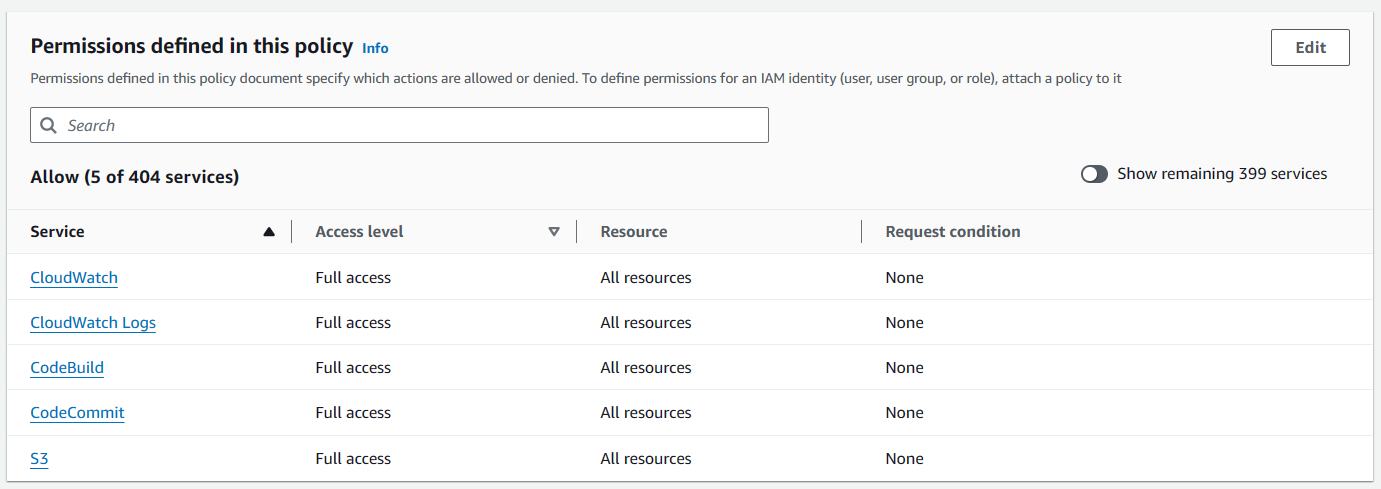 Permissions defined in this policy Info
Edit
Permissions defined in this policy document specify which actions are allowed or denied. To define permissions for an IAM identity (user, user group, or role), attach a policy to it
Search
Allow (5 of 404 services)
Show remaining 399 services
Service Access level Resource Request condition
CloudWatch Full access All resources None
CloudWatch Logs Full access All resources None
CodeBuild Full access All resources None
CodeCommit Full access All resources None
S3 Full access All resources None